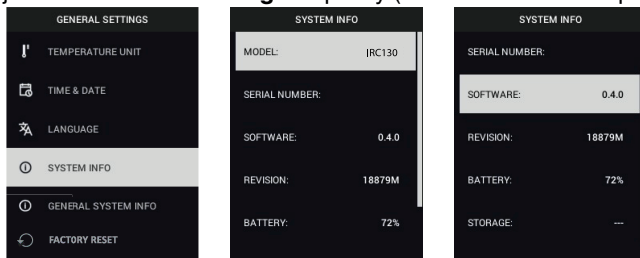 GENERAL SETTINGS
TEMPERATURE UNIT
TIME & DATE
LANGUAGE
SYSTEM INFO
GENERAL SYSTEM INFO
FACTORY RESET
SYSTEM INFO
MODEL: IRC130
SERIAL NUMBER:
SOFTWARE: 0.4.0
REVISION: 18879M
BATTERY: 72%
SYSTEM INFO
SERIAL NUMBER:
SOFTWARE: 0.4.0
REVISION: 18879M
BATTERY: 72%
STORAGE: ---